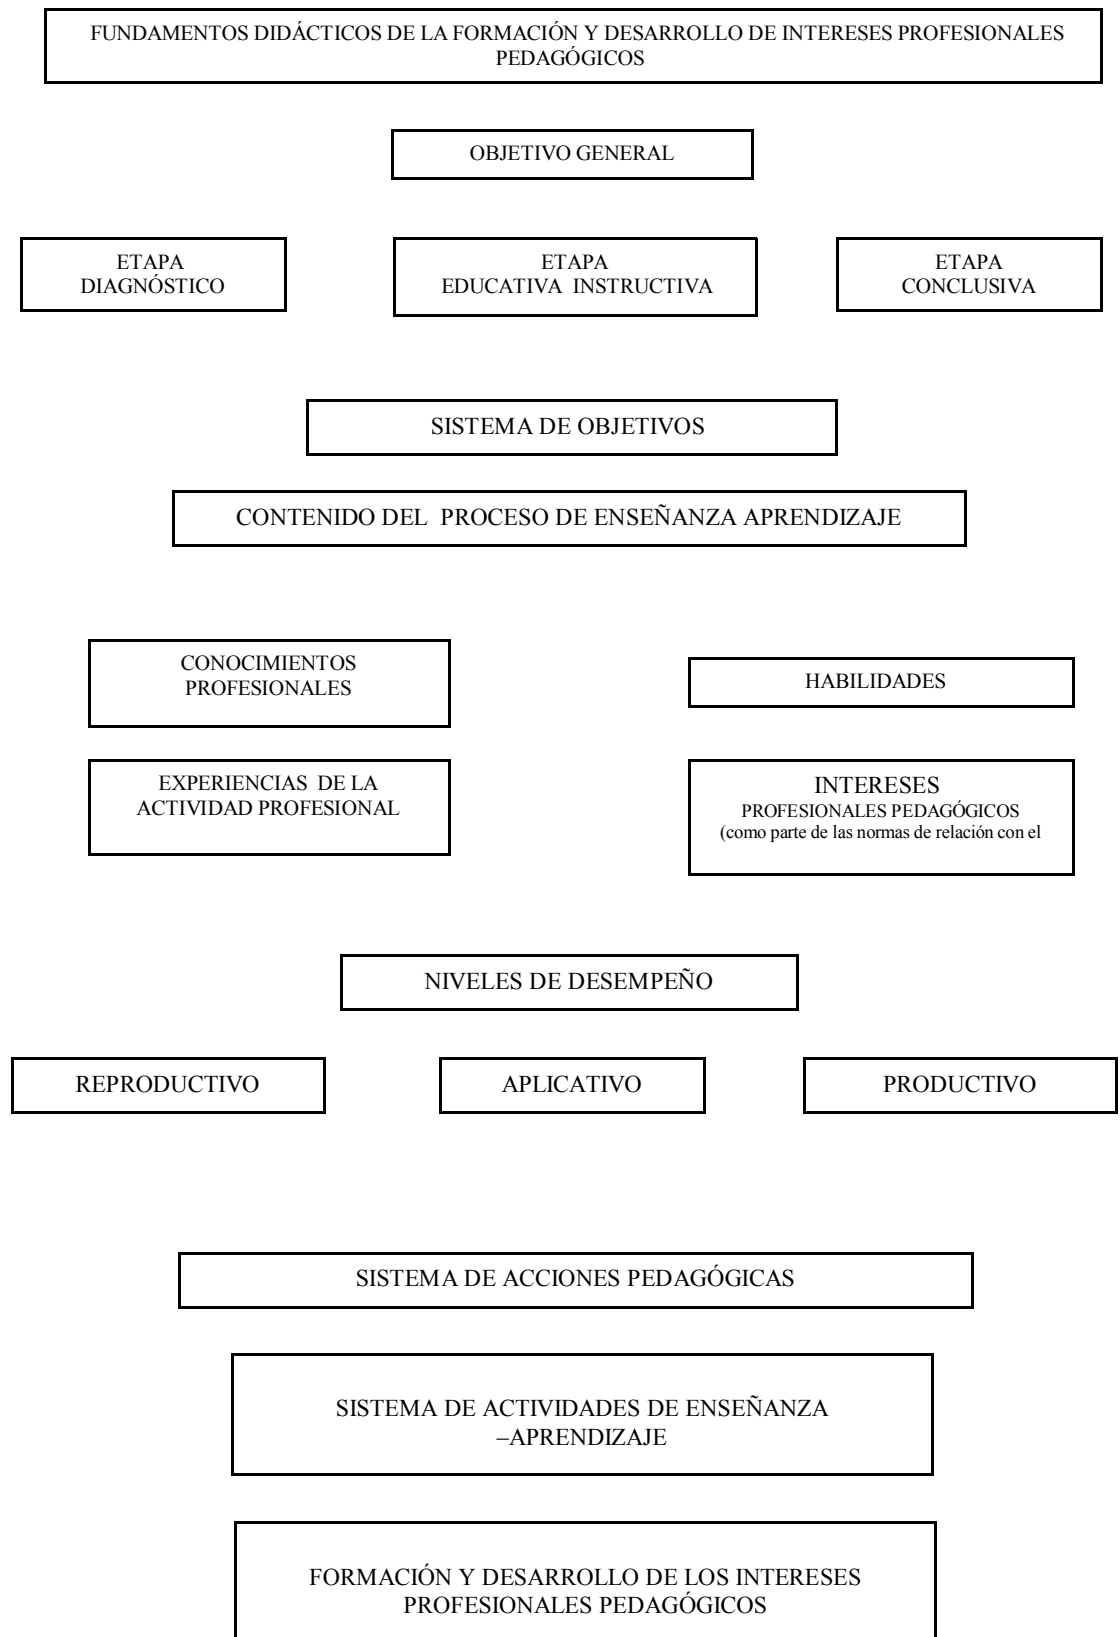 FUNDAMENTOS DIDÁCTICOS DE LA FORMACIÓN Y DESARROLLO DE INTERESES PROFESIONALES
PEDAGÓGICOS
OBJETIVO GENERAL
ETAPA
DIAGNÓSTICO
ETAPA
EDUCATIVA INSTRUCTIVA
ETAPA
CONCLUSIVA
SISTEMA DE OBJETIVOS
CONTENIDO DEL PROCESO DE ENSEÑANZA APRENDIZAJE
CONOCIMIENTOS
PROFESIONALES
HABILIDADES
EXPERIENCIAS DE LA
ACTIVIDAD PROFESIONAL
INTERESES
PROFESIONALES PEDAGÓGICOS
(como parte de las normas de relación con el
NIVELES DE DESEMPEÑO
REPRODUCTIVO
APLICATIVO
PRODUCTIVO
SISTEMA DE ACCIONES PEDAGÓGICAS
SISTEMA DE ACTIVIDADES DE ENSEÑANZA
–APRENDIZAJE
FORMACIÓN Y DESARROLLO DE LOS INTERESES
PROFESIONALES PEDAGÓGICOS